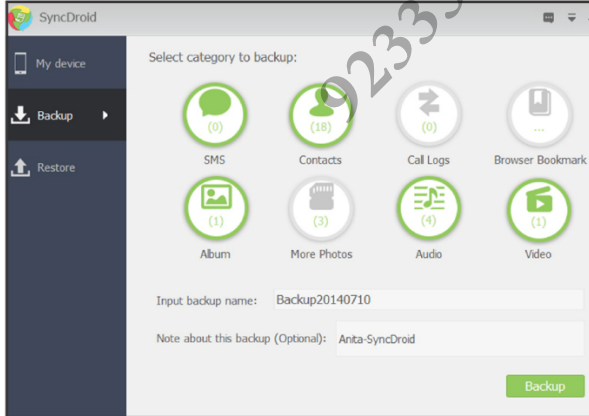 SyncDroid
My device
Select category to backup:
Backup
(0) (18) (0) ...
SMS Contacts Call Logs Browser Bookmark
Restore
(1) (3) (4) (1)
Album More Photos Audio Video
Input backup name: Backup20140710
Note about this backup (Optional): Anita-SyncDroid
Backup